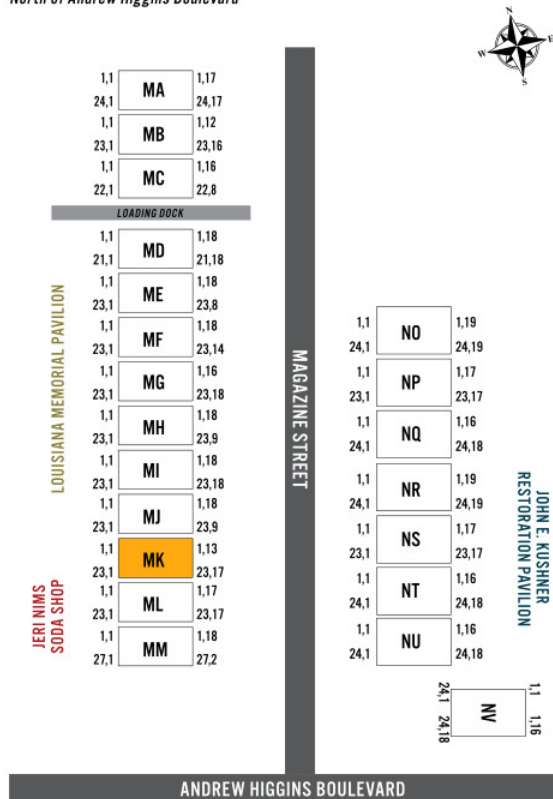 North of Andrew Higgins Boulevard
N
W E
S
1,1 MA 1,17
24,1 24,17
1,1 MB 1,12
23,1 23,16
1,1 MC 1,16
22,1 22,8
LOADING DOCK
1,1 MD 1,18
21,1 21,18
1,1 ME 1,18
23,1 23,8
1,1 MF 1,18
23,1 23,14
1,1 MG 1,16
23,1 23,18
1,1 MH 1,18
23,1 23,9
1,1 MI 1,18
23,1 23,18
1,1 MJ 1,18
23,1 23,9
1,1 MK 1,13
23,1 23,17
1,1 ML 1,17
23,1 23,17
1,1 MM 1,18
27,1 27,2
LOUISIANA MEMORIAL PAVILION
JERI NIMS
SODA SHOP
MAGAZINE STREET
1,1 NO 1,19
24,1 24,19
1,1 NP 1,17
23,1 23,17
1,1 NQ 1,16
24,1 24,18
1,1 NR 1,19
24,1 24,19
1,1 NS 1,17
23,1 23,17
1,1 NT 1,16
24,1 24,18
1,1 NU 1,16
24,1 24,18
JOHN E. KUSHNER
RESTORATION PAVILION
1,1 NV 1,16
24,1 24,18
ANDREW HIGGINS BOULEVARD